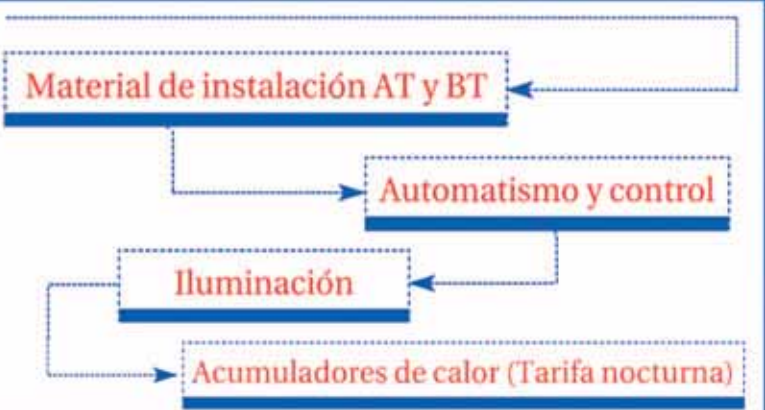 Material de instalación AT y BT
Automatismo y control
Iluminación
Acumuladores de calor (Tarifa nocturna)